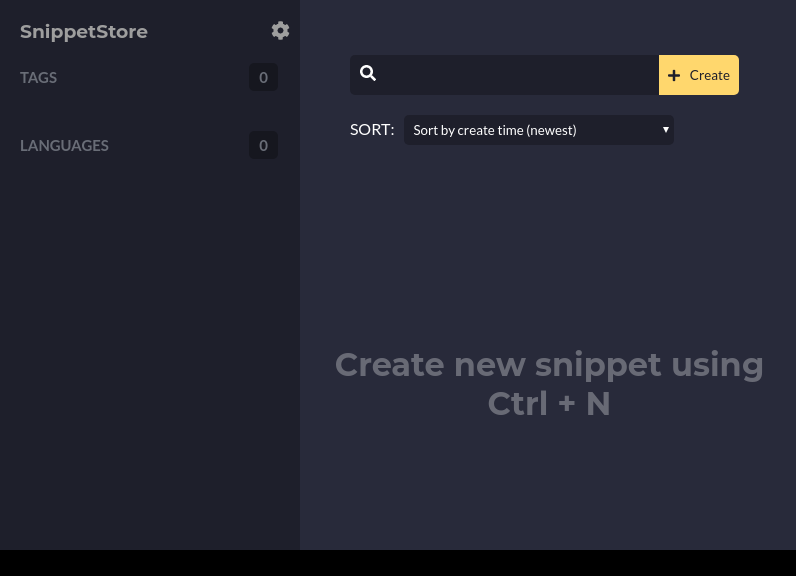 SnippetStore
TAGS 0
LANGUAGES 0
Create
SORT: Sort by create time (newest)
Create new snippet using
Ctrl + N